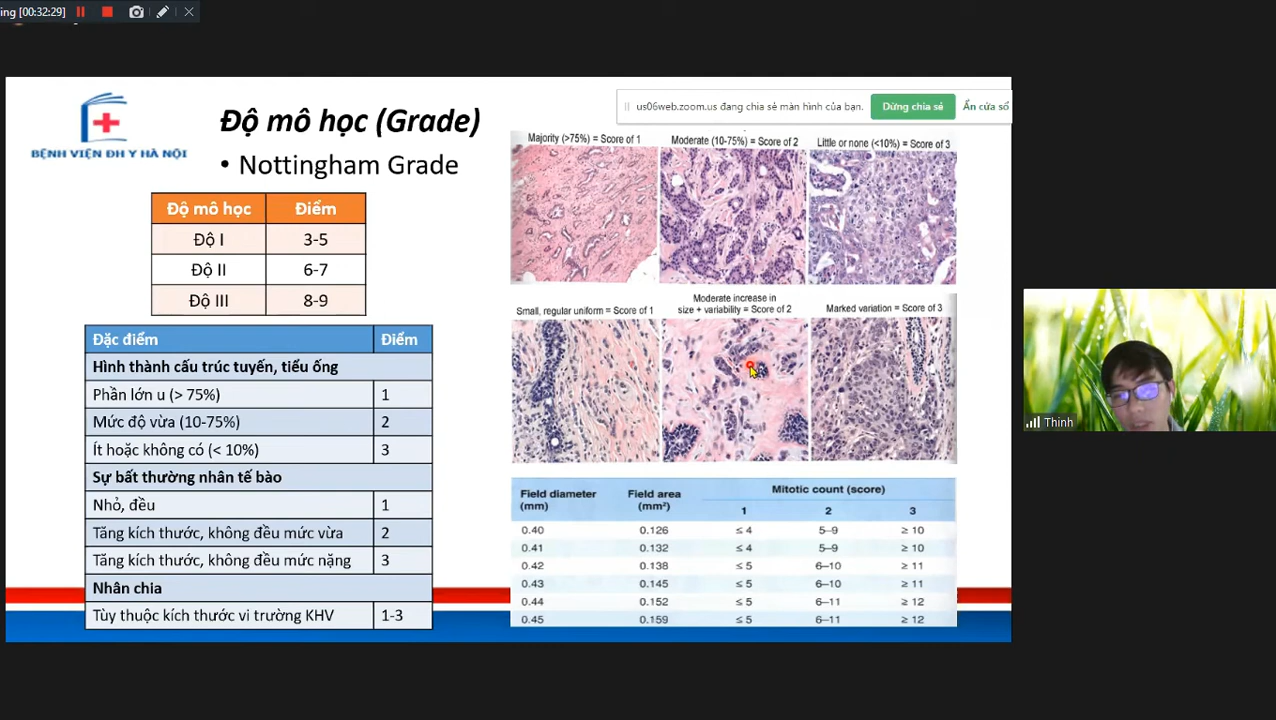 ing [00:32:29]
BỆNH VIỆN ĐH Y HÀ NỘI
Độ mô học (Grade)
• Nottingham Grade
Độ mô học Điểm
Độ I 3-5
Độ II 6-7
Độ III 8-9
Đặc điểm Điểm
Hình thành cấu trúc tuyến, tiểu ống
Phần lớn u (> 75%) 1
Mức độ vừa (10-75%) 2
Ít hoặc không có (< 10%) 3
Sự bất thường nhân tế bào
Nhỏ, đều 1
Tăng kích thước, không đều mức vừa 2
Tăng kích thước, không đều mức nặng 3
Nhân chia
Tùy thuộc kích thước vi trường KHV 1-3
us06web.zoom.us đang chia sẻ màn hình của bạn. Dừng chia sẻ Ẩn cửa sổ
Majority (>75%) = Score of 1
Moderate (10-75%) = Score of 2
Little or none (<10%) = Score of 3
Small, regular uniform = Score of 1
Moderate increase in
size + variability = Score of 2
Marked variation = Score of 3
Field diameter (mm) Field area (mm²) Mitotic count (score)
1 2 3
0.40 0.126 ≤ 4 5–9 ≥ 10
0.41 0.132 ≤ 4 5–9 ≥ 10
0.42 0.138 ≤ 5 6–10 ≥ 11
0.43 0.145 ≤ 5 6–10 ≥ 11
0.44 0.152 ≤ 5 6–11 ≥ 12
0.45 0.159 ≤ 5 6–11 ≥ 12
Thinh